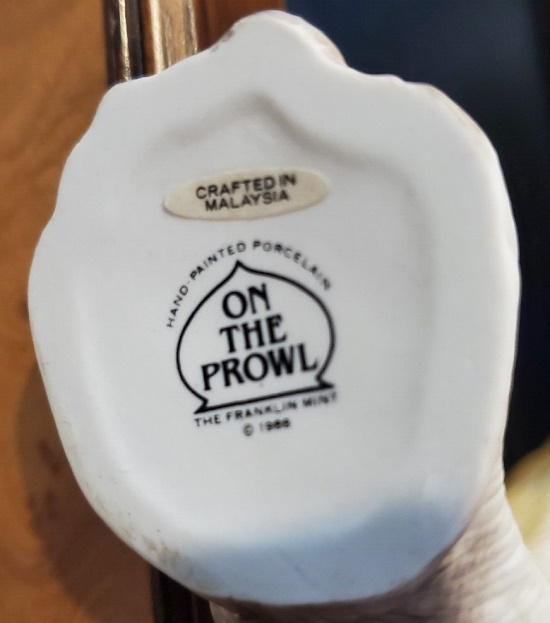 CRAFTED IN
MALAYSIA
HAND-PAINTED PORCELAIN
ON
THE
PROWL
THE FRANKLIN MINT
© 1988